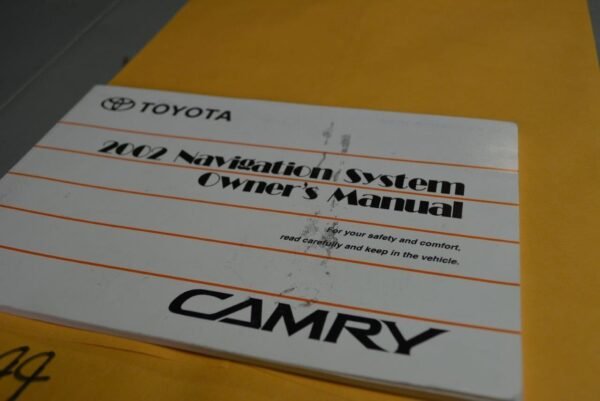 TOYOTA
2002 Navigation System
Owner's Manual
For your safety and comfort,
read carefully and keep in the vehicle.
CAMRY